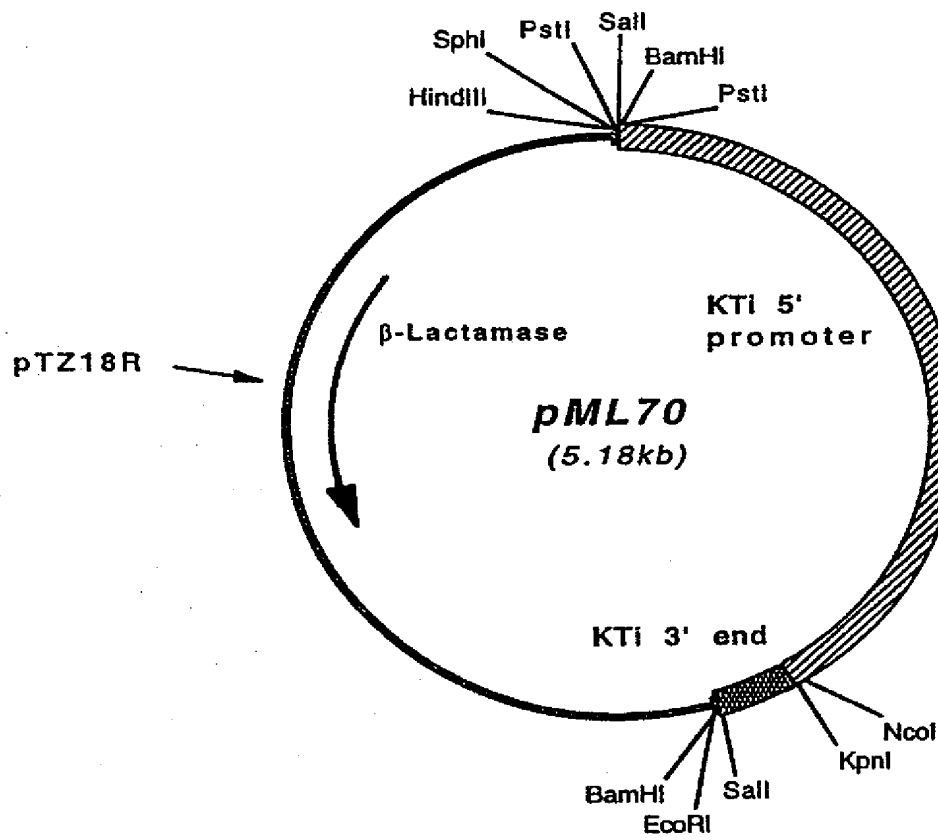 SalI
PstI
SphI
BamHI
HindIII
PstI
KTi 5'
promoter
β-Lactamase
pTZ18R
pML70
(5.18kb)
KTi 3' end
NcoI
KpnI
BamHI
SalI
EcoRI